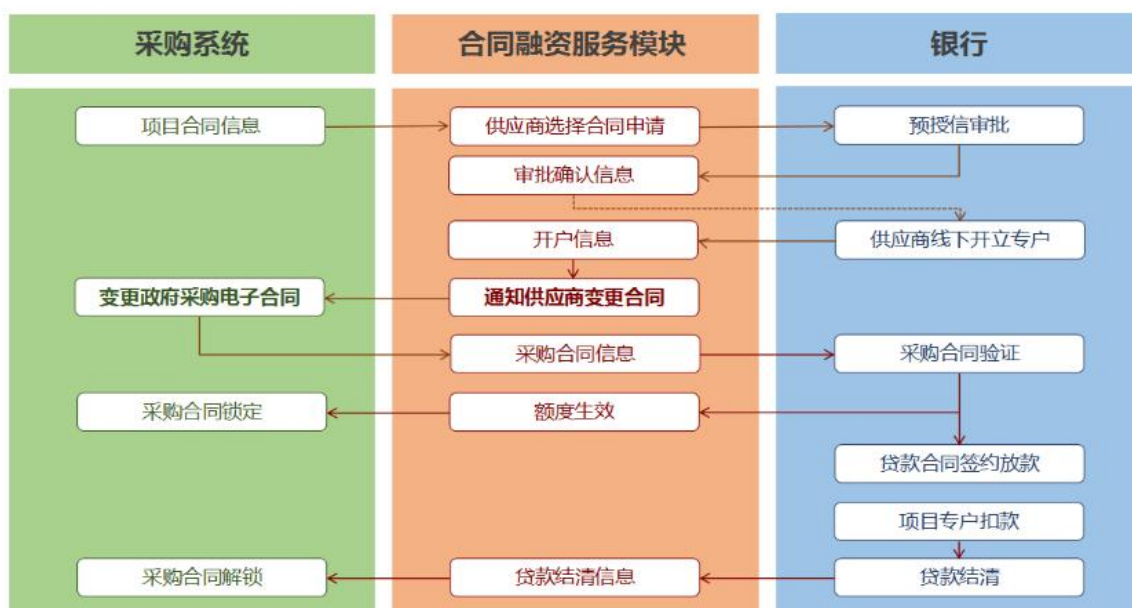 采购系统
合同融资服务模块
银行
项目合同信息
供应商选择合同申请
预授信审批
审批确认信息
开户信息
供应商线下开立专户
变更政府采购电子合同
通知供应商变更合同
采购合同信息
采购合同验证
采购合同锁定
额度生效
贷款合同签约放款
项目专户扣款
采购合同解锁
贷款结清信息
贷款结清